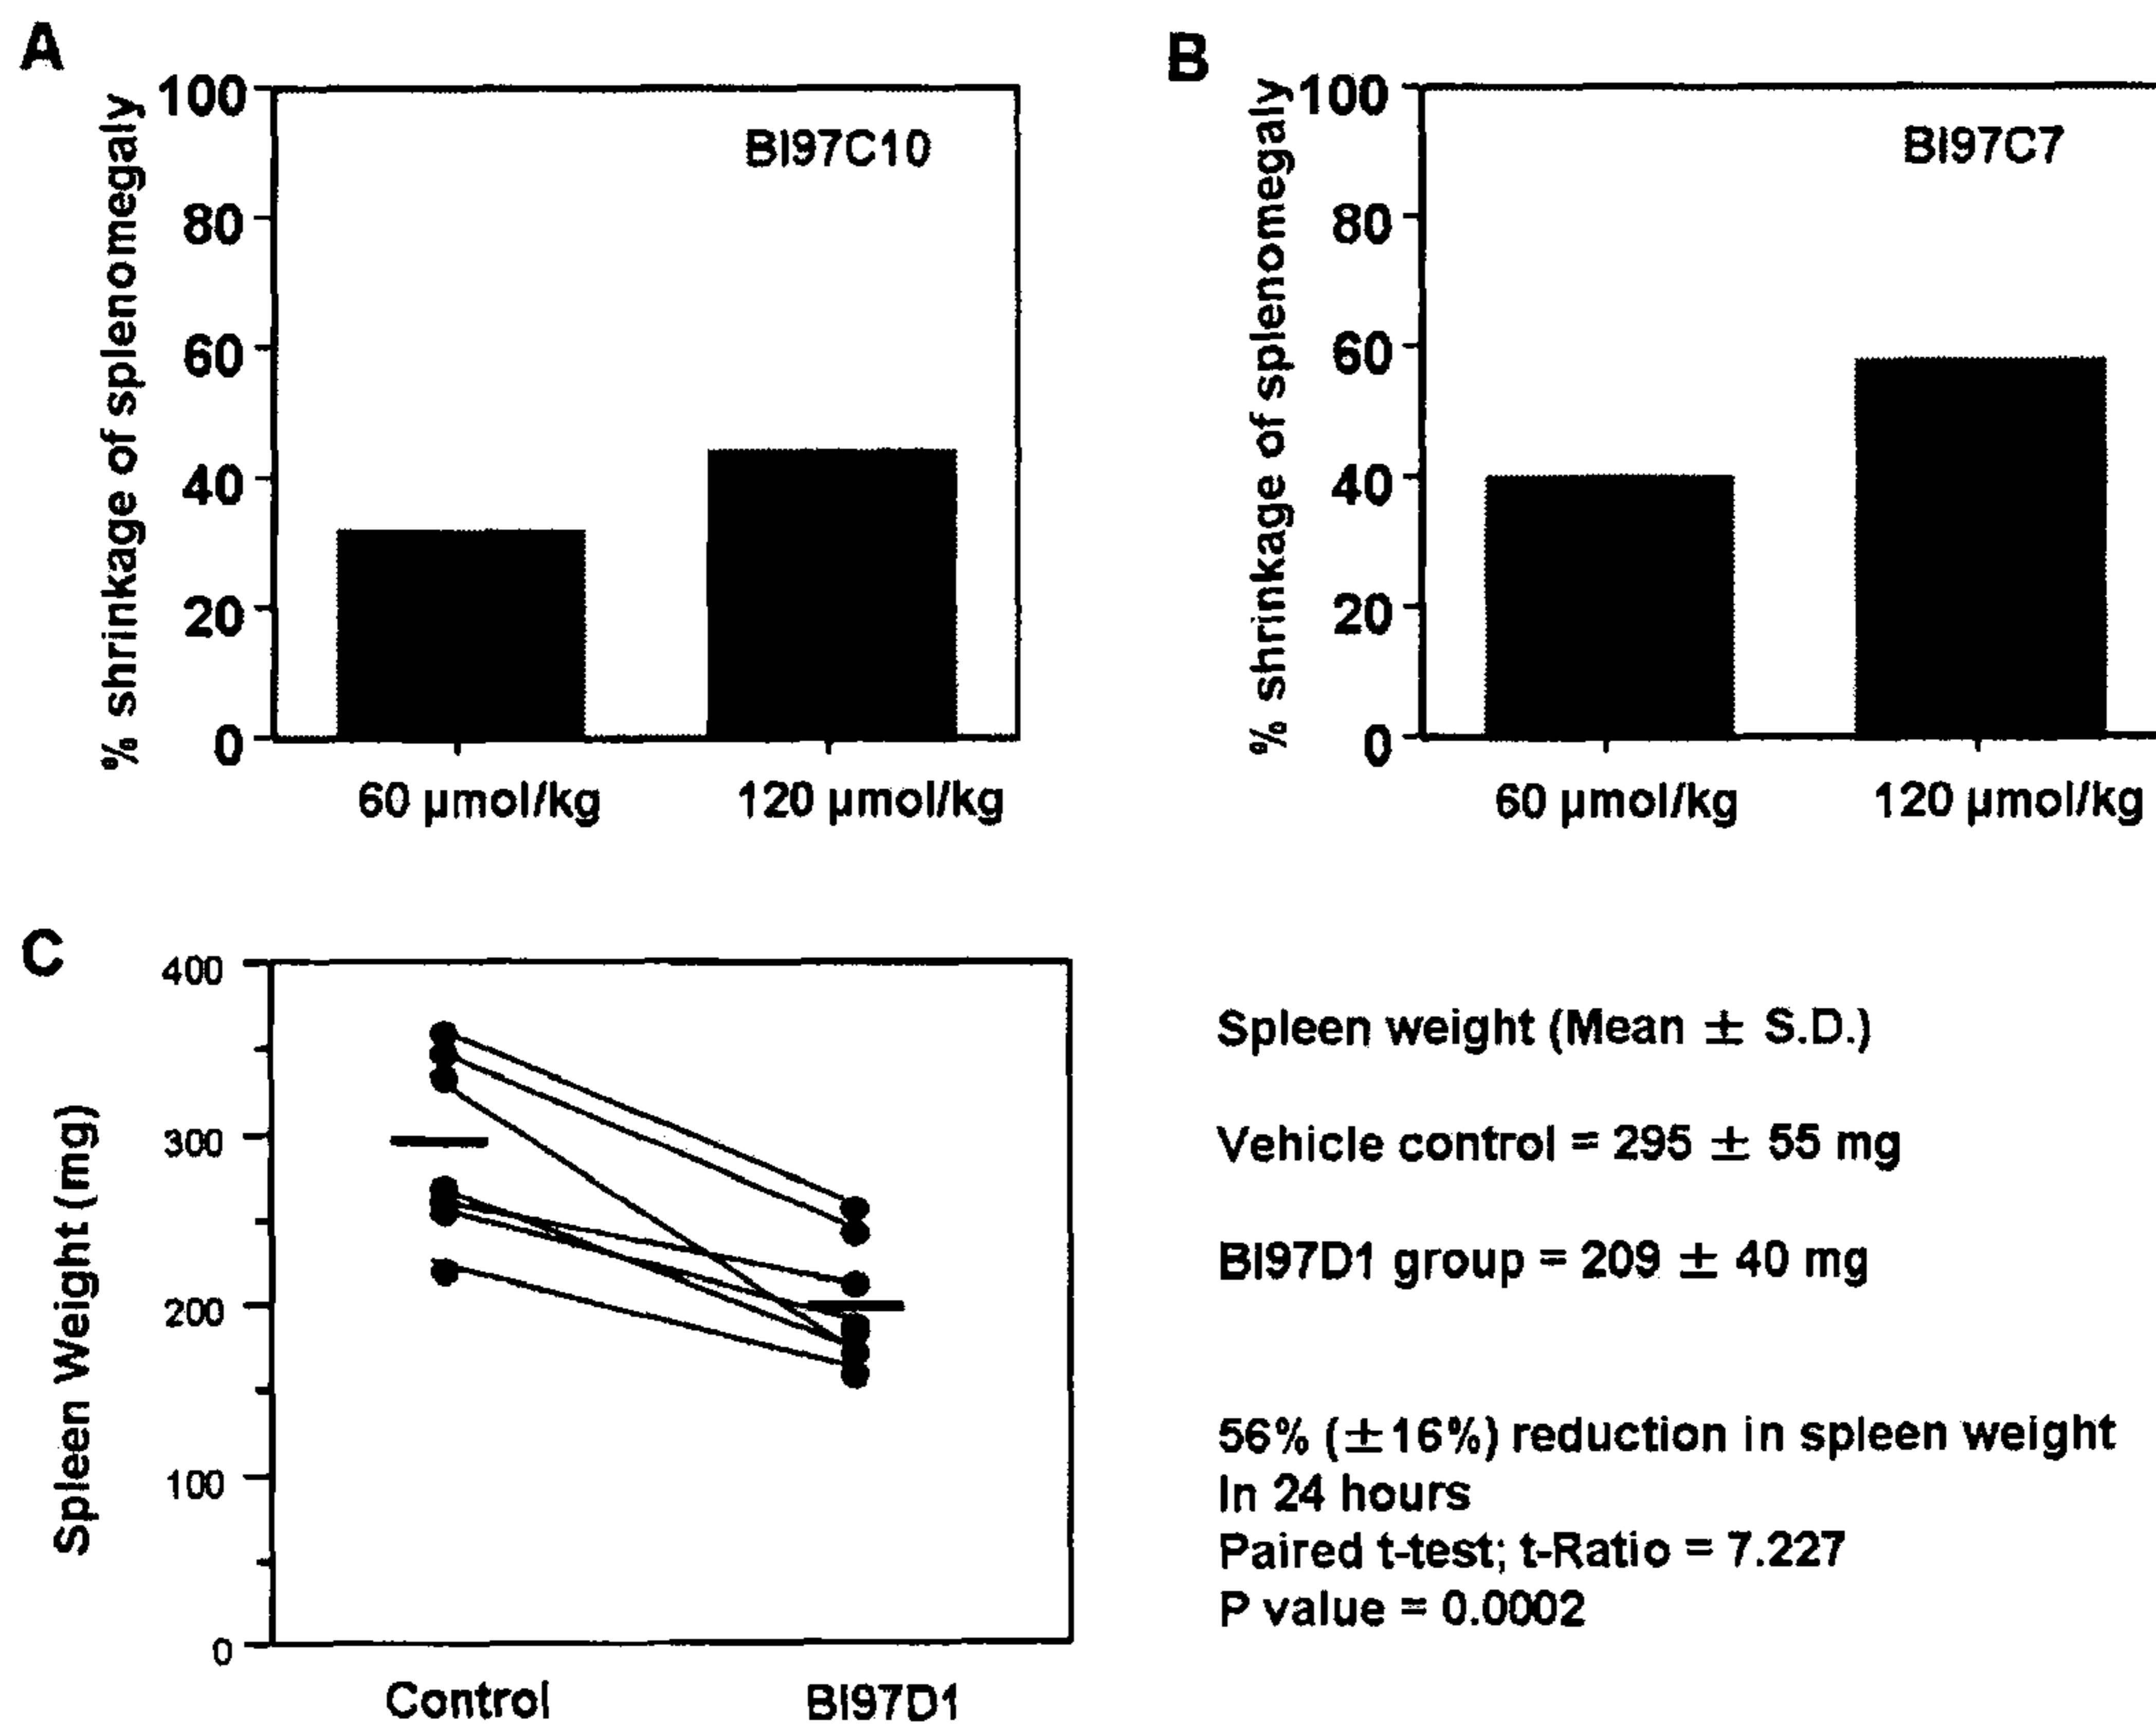 A
% shrinkage of splenomegaly
100
80
60
40
20
0
BI97C10
60 µmol/kg
120 µmol/kg
B
% shrinkage of splenomegaly
100
80
60
40
20
0
BI97C7
60 µmol/kg
120 µmol/kg
C
Spleen Weight (mg)
400
300
200
100
0
Control
BI97D1
Spleen weight (Mean ± S.D.)
Vehicle control = 295 ± 55 mg
BI97D1 group = 209 ± 40 mg
56% (±16%) reduction in spleen weight
In 24 hours
Paired t-test; t-Ratio = 7.227
P value = 0.0002